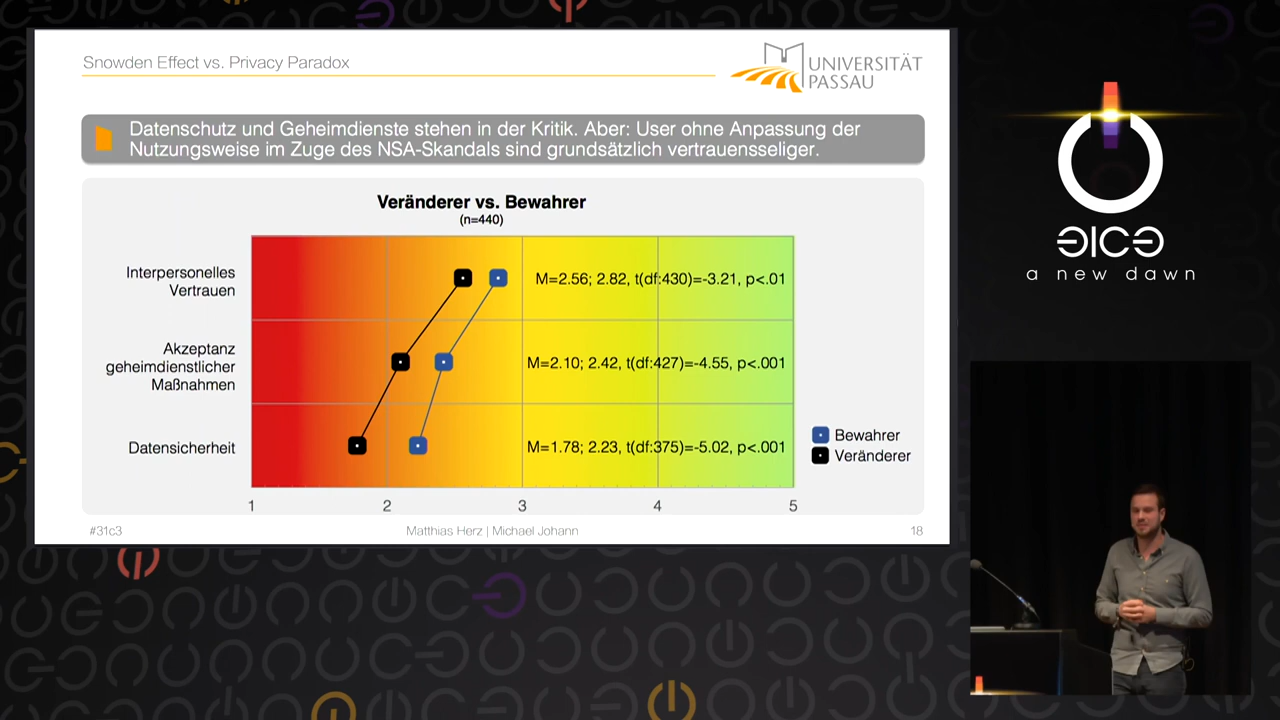 Snowden Effect vs. Privacy Paradox
UNIVERSITÄT
PASSAU
Datenschutz und Geheimdienste stehen in der Kritik. Aber: User ohne Anpassung der
Nutzungsweise im Zuge des NSA-Skandals sind grundsätzlich vertrauensseliger.
Veränderer vs. Bewahrer
(n=440)
Interpersonelles
Vertrauen
M=2.56; 2.82, t(df:430)=-3.21, p<.01
Akzeptanz
geheimdienstlicher
Maßnahmen
M=2.10; 2.42, t(df:427)=-4.55, p<.001
Datensicherheit
M=1.78; 2.23, t(df:375)=-5.02, p<.001
Bewahrer
Veränderer
1 2 3 4 5
#31c3 Matthias Herz | Michael Johann 18
31C3
a new dawn